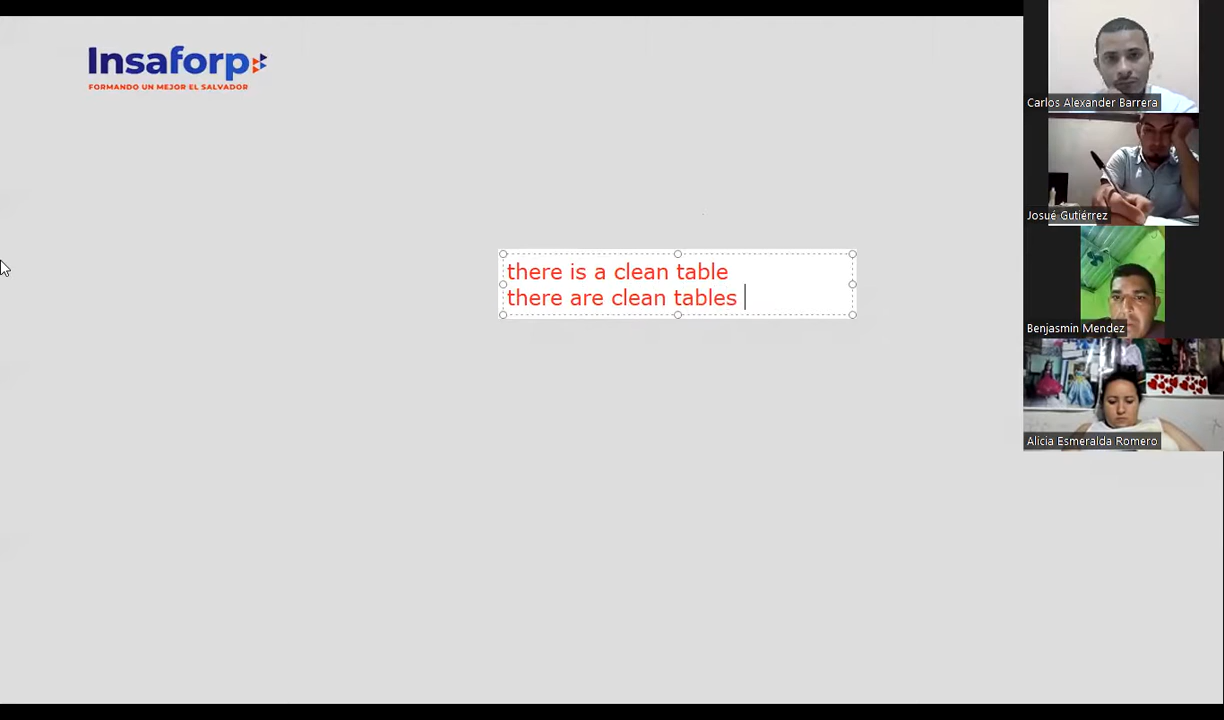 Insaforp
FORMANDO UN MEJOR EL SALVADOR
there is a clean table
there are clean tables
Carlos Alexander Barrera
Josué Gutiérrez
Benjasmin Mendez
Alicia Esmeralda Romero